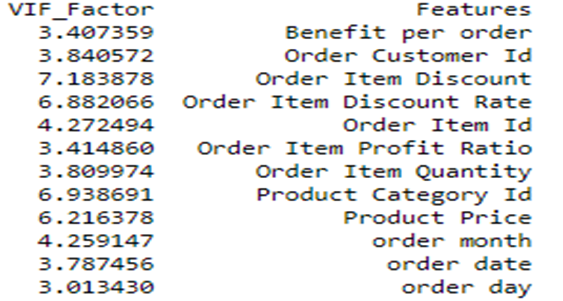 VIF_Factor Features
3.407359 Benefit per order
3.840572 Order Customer Id
7.183878 Order Item Discount
6.882066 Order Item Discount Rate
4.272494 Order Item Id
3.414860 Order Item Profit Ratio
3.809974 Order Item Quantity
6.938691 Product Category Id
6.216378 Product Price
4.259147 order month
3.787456 order date
3.013430 order day